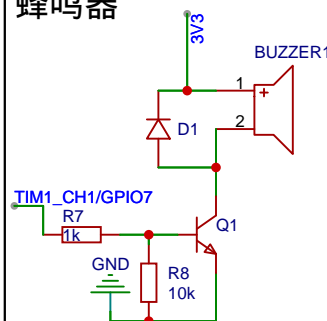 蜂鸣器
3V3
BUZZER1
1
+
2
D1
TIM1_CH1/GPIO7
R7
1k
Q1
GND
R8
10k